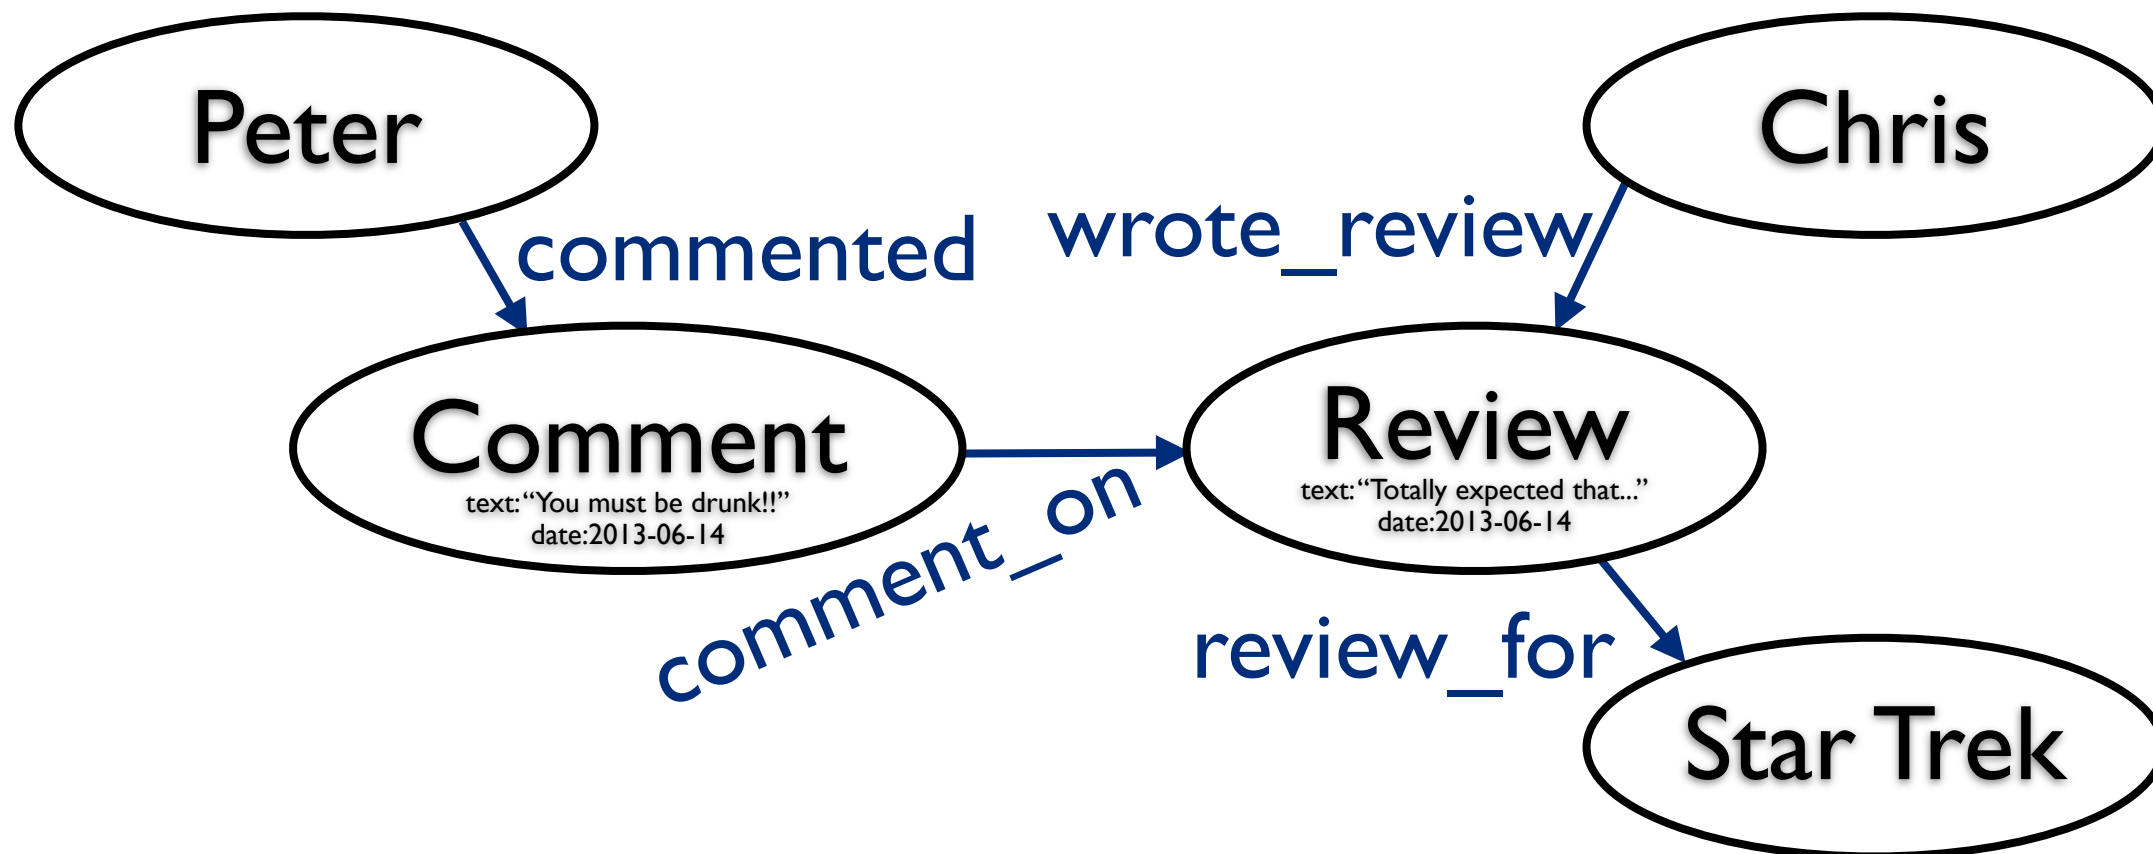 Peter
Chris
commented
wrote_review
Comment
text:“You must be drunk!!”
date:2013-06-14
Review
text:“Totally expected that...”
date:2013-06-14
comment_on
review_for
Star Trek